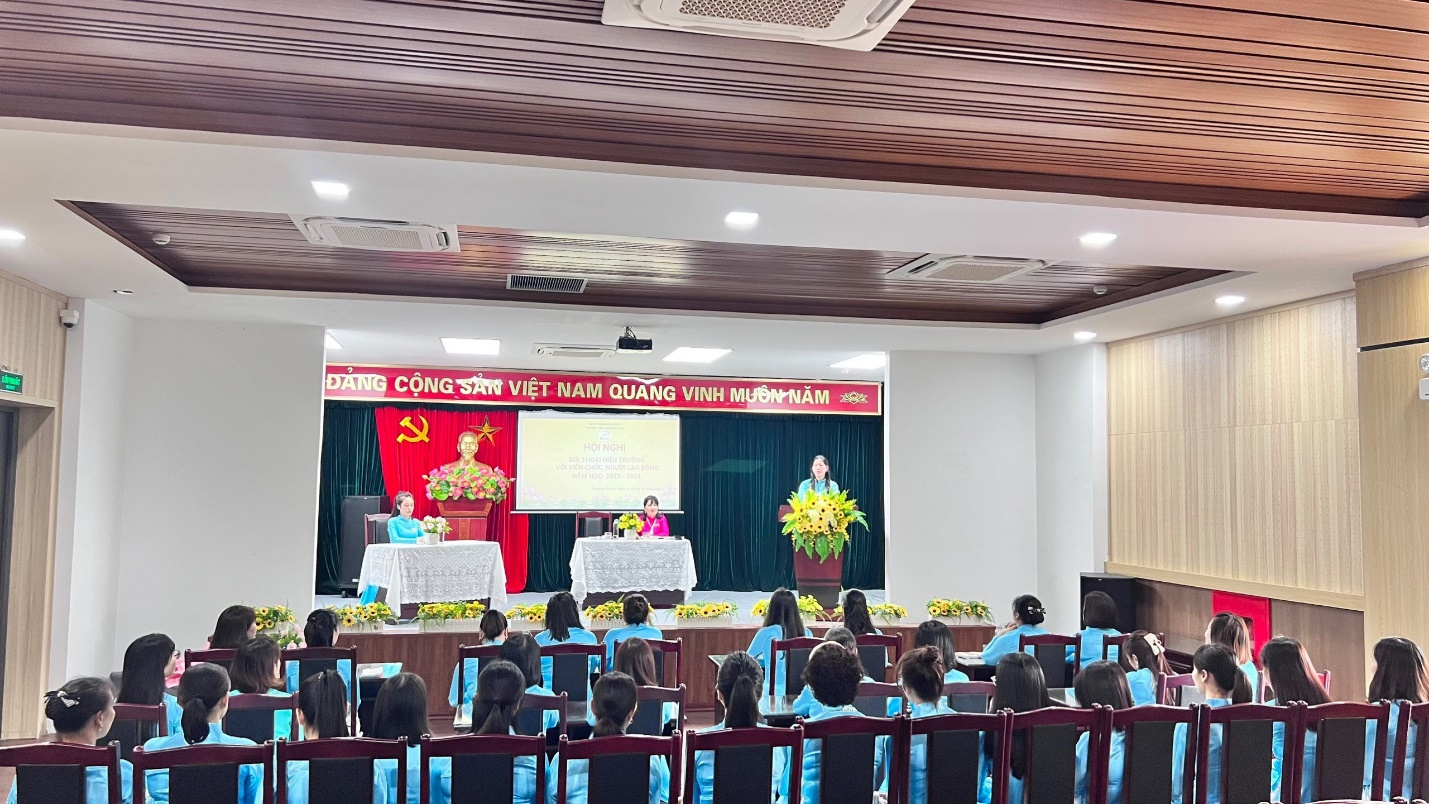 ĐẢNG CỘNG SẢN VIỆT NAM QUANG VINH MUÔN NĂM
HỘI NGHỊ
ĐỐI THOẠI HIỆU TRƯỞNG
VỚI VIÊN CHỨC, NGƯỜI LAO ĐỘNG
NĂM HỌC 2023 - 2024